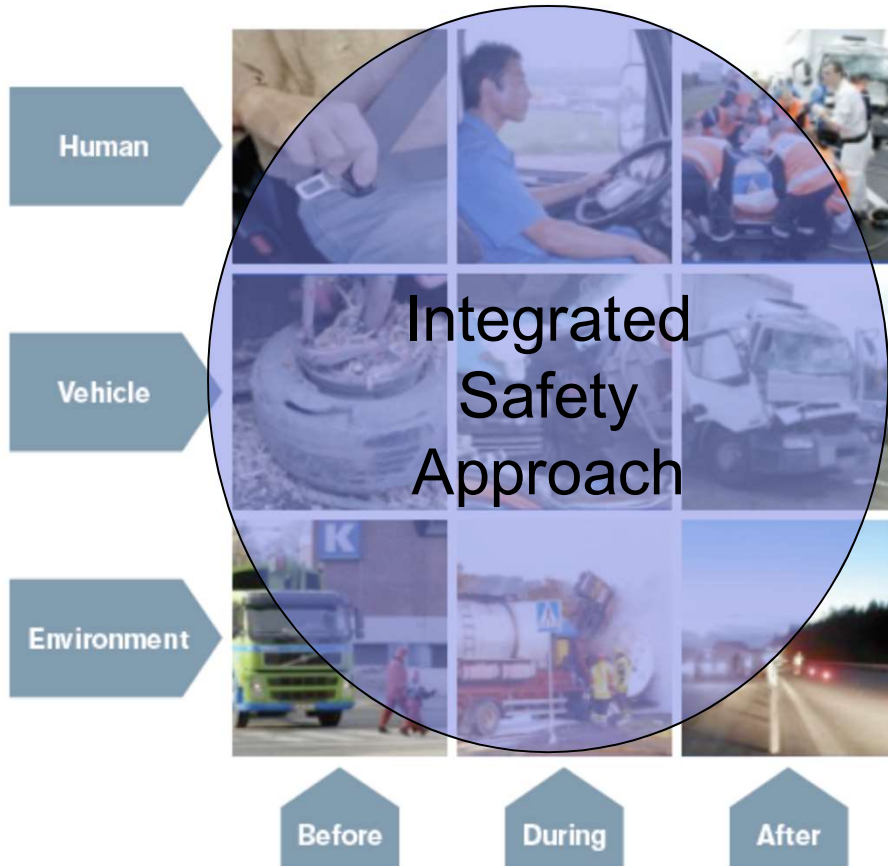 Human
Integrated
Vehicle
Safety
Approach
K
Environment
Before
During
After